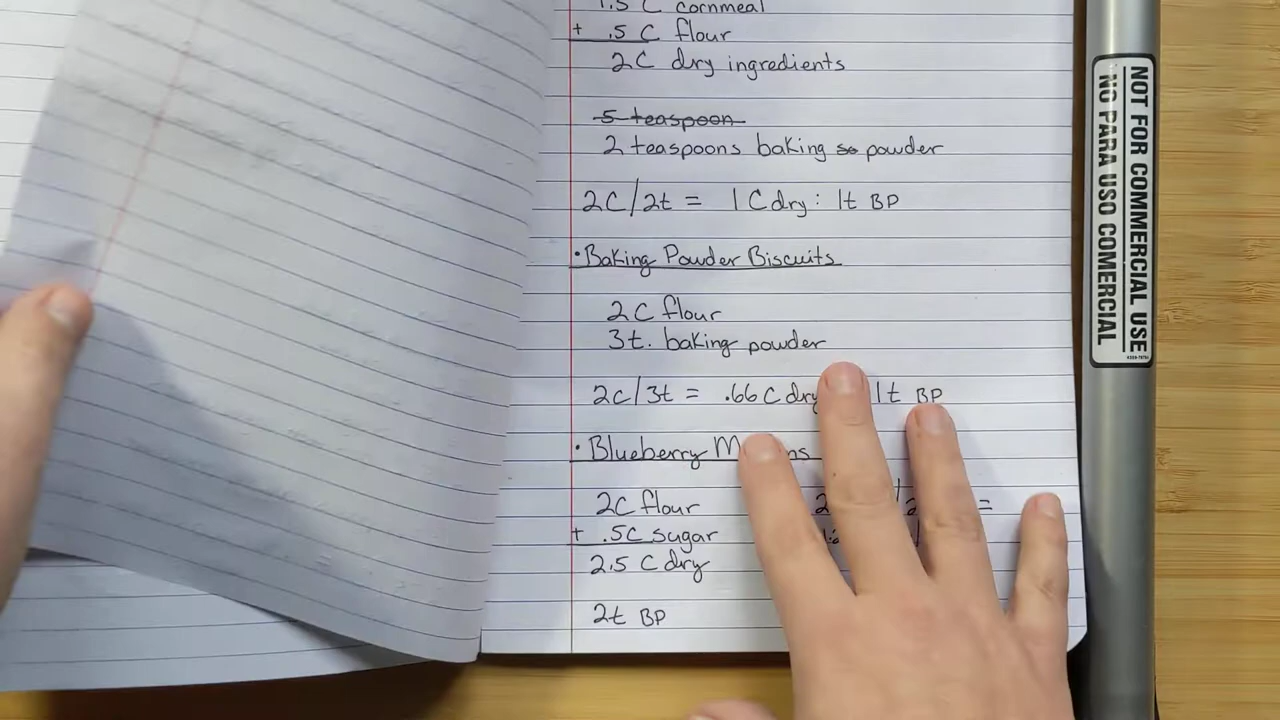 1.5 C cornmeal
+ .5 C flour
2C dry ingredients
5 teaspoon
2 teaspoons baking so powder
2C/2t = 1 C dry : 1t BP
• Baking Powder Biscuits
2C flour
3t. baking powder
2c/3t = .66 C dry 1t BP
• Blueberry M ns
2C flour
+ .5C sugar
2.5 C dry
2t BP
NOT FOR COMMERCIAL USE
NO PARA USO COMERCIAL